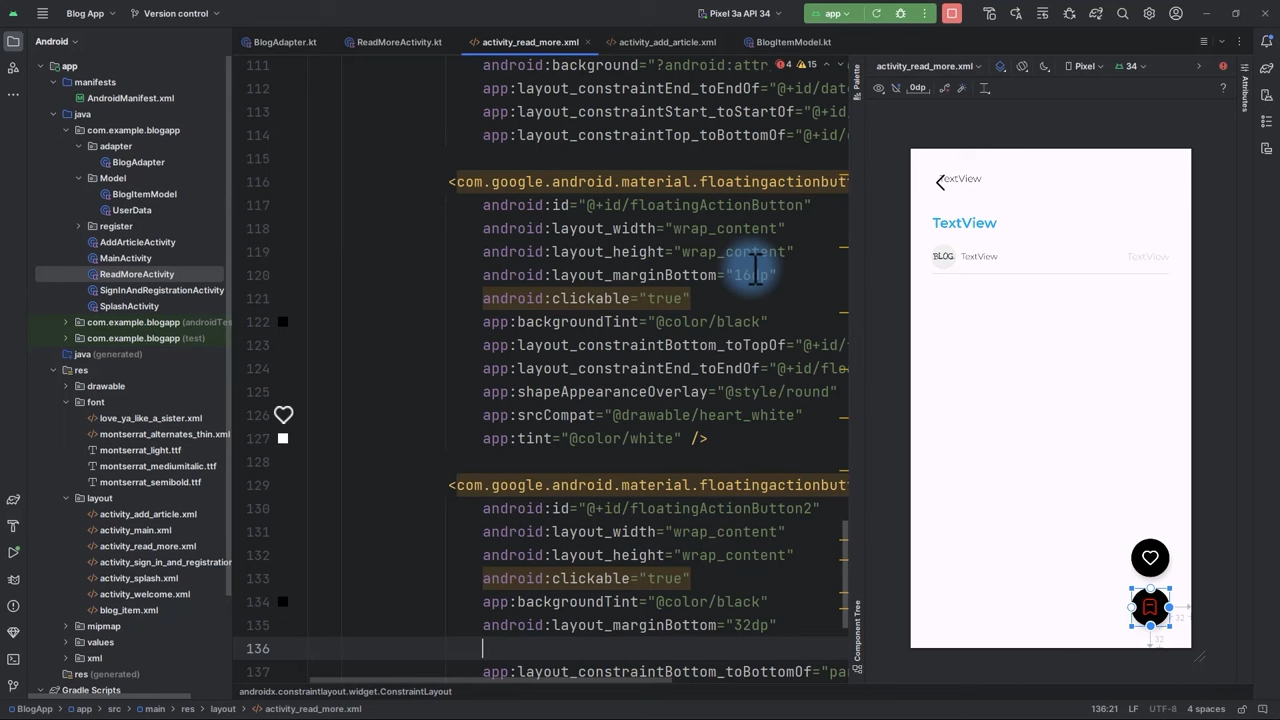 Blog App
Version control
Pixel 3a API 34
app
Android
BlogAdapter.kt
ReadMoreActivity.kt
activity_read_more.xml
activity_add_article.xml
BlogItemModel.kt
app
manifests
AndroidManifest.xml
java
com.example.blogapp
adapter
BlogAdapter
Model
BlogItemModel
UserData
register
AddArticleActivity
MainActivity
ReadMoreActivity
SignInAndRegistrationActivity
SplashActivity
com.example.blogapp (androidTes
com.example.blogapp (test)
java (generated)
res
drawable
font
love_ya_like_a_sister.xml
montserrat_alternates_thin.xml
montserrat_light.ttf
montserrat_mediumitalic.ttf
montserrat_semibold.ttf
layout
activity_add_article.xml
activity_main.xml
activity_read_more.xml
activity_sign_in_and_registration
activity_splash.xml
activity_welcome.xml
blog_item.xml
mipmap
values
xml
res (generated)
Gradle Scripts
111 android:background="?android:attr
4 15
112 app:layout_constraintEnd_toEndOf="@+id/dat
113 app:layout_constraintStart_toStartOf="@+id
114 app:layout_constraintTop_toBottomOf="@+id/
115
116 <com.google.android.material.floatingactionbutt
117 android:id="@+id/floatingActionButton"
118 android:layout_width="wrap_content"
119 android:layout_height="wrap_content"
120 android:layout_marginBottom="16dp"
121 android:clickable="true"
122 app:backgroundTint="@color/black"
123 app:layout_constraintBottom_toTopOf="@+id/f
124 app:layout_constraintEnd_toEndOf="@+id/flo
125 app:shapeAppearanceOverlay="@style/round"
126 app:srcCompat="@drawable/heart_white"
127 app:tint="@color/white" />
128
129 <com.google.android.material.floatingactionbutt
130 android:id="@+id/floatingActionButton2"
131 android:layout_width="wrap_content"
132 android:layout_height="wrap_content"
133 android:clickable="true"
134 app:backgroundTint="@color/black"
135 android:layout_marginBottom="32dp"
136
137 app:layout_constraintBottom_toBottomOf="pa
androidx.constraintlayout.widget.ConstraintLayout
Palette
Component Tree
activity_read_more.xml
Pixel
34
0dp
?
Attributes
TextView
TextView
BLOG TextView
TextView
32
32
BlogApp
app
src
main
res
layout
activity_read_more.xml
136:21 LF UTF-8 4 spaces